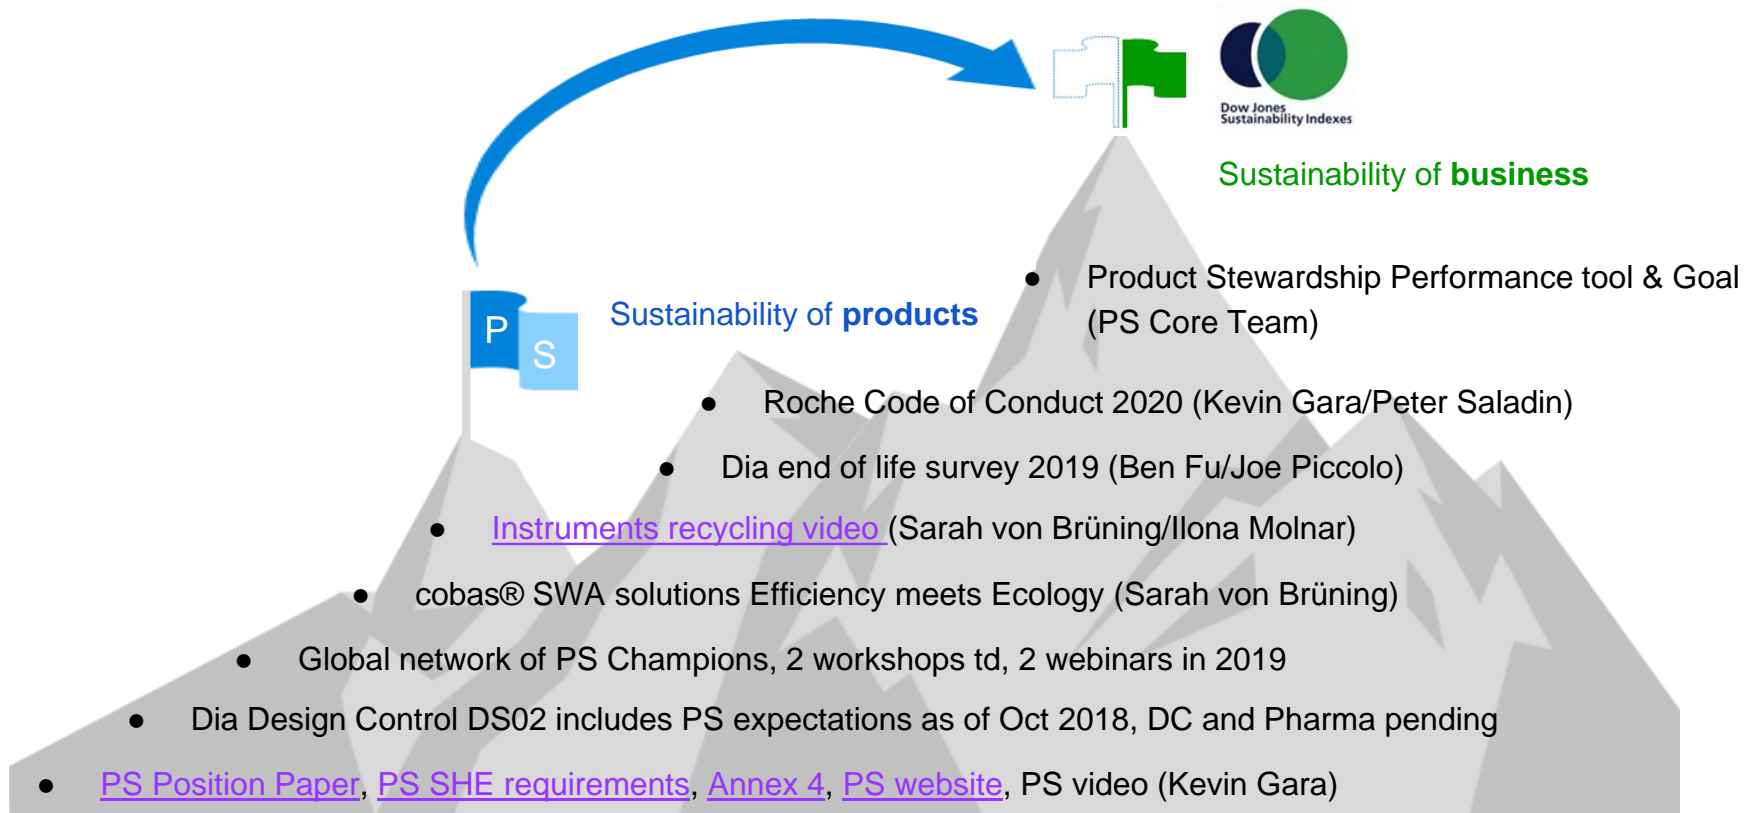 Dow Jones
Sustainability Indexes
Sustainability of business
P
S
Sustainability of products
● Product Stewardship Performance tool & Goal
(PS Core Team)
● Roche Code of Conduct 2020 (Kevin Gara/Peter Saladin)
● Dia end of life survey 2019 (Ben Fu/Joe Piccolo)
● Instruments recycling video (Sarah von Brüning/Ilona Molnar)
● cobas® SWA solutions Efficiency meets Ecology (Sarah von Brüning)
● Global network of PS Champions, 2 workshops td, 2 webinars in 2019
● Dia Design Control DS02 includes PS expectations as of Oct 2018, DC and Pharma pending
● PS Position Paper, PS SHE requirements, Annex 4, PS website, PS video (Kevin Gara)